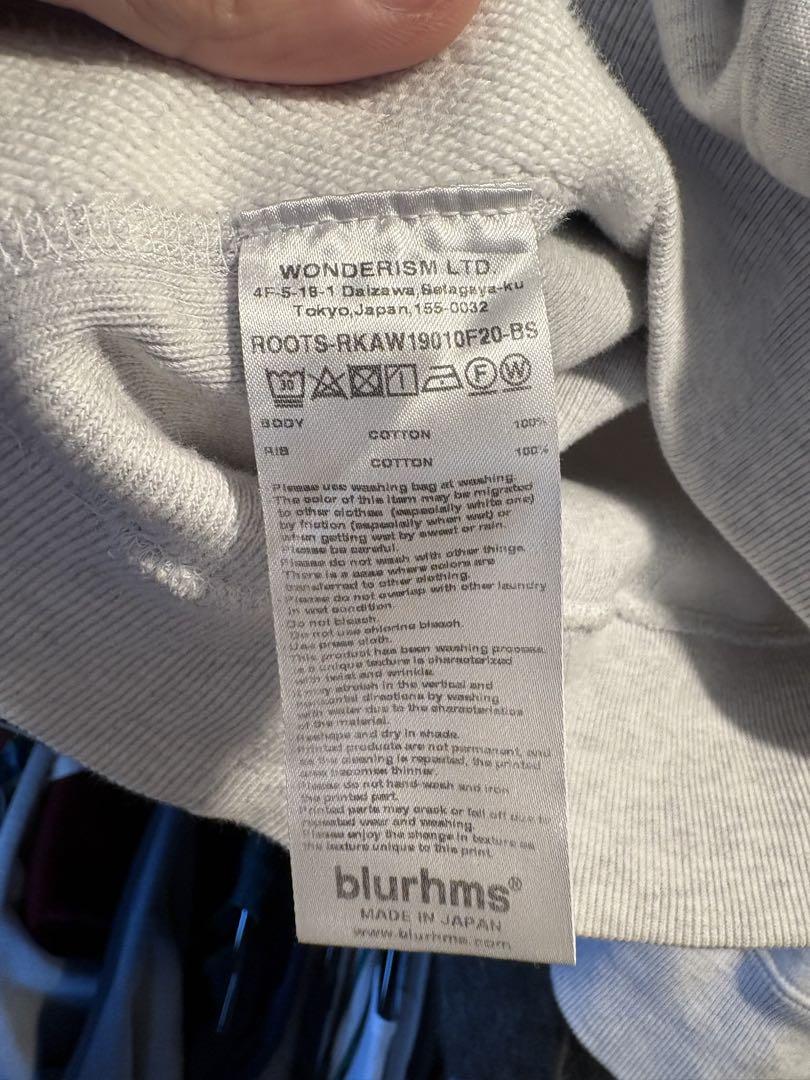 WONDERISM LTD.
4F-5-18-1 Daizawa,Setagaya-ku
Tokyo,Japan,155-0032
ROOTS-RKAW19010F20-BS
30 F W
BODY
COTTON 100%
RIB
COTTON 100%
Please use washing bag at washing.
The color of this item may be migrated
to other clothes (especially white one)
by friction (especially when wet) or
when getting wet by sweat or rain.
Please be careful.
Please do not wash with other things.
There is a case where colors are
transferred to other clothing.
Please do not overlap with other laundry
in wet condition
Do not bleach.
Do not use chlorine bleach.
Use press cloth.
This product has been washing process.
a unique texture is characterized
with twist and wrinkle.
It may stretch in the vertical and
horizontal directions by washing
with water due to the characteristics
of the material.
Reshape and dry in shade.
Printed products are not permanent, and
as the cleaning is repeated, the printed
area becomes thinner.
Please do not hand-wash and iron
the printed part.
Printed parts may crack or fall off due to
repeated wear and washing.
Please enjoy the change in texture as
the texture unique to this print.
blurhms®
MADE IN JAPAN
www.blurhms.com